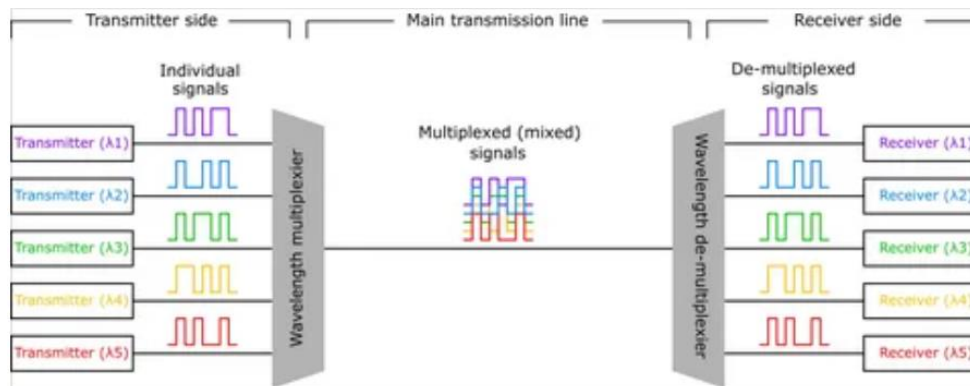 Transmitter side
Main transmission line
Receiver side
Individual
signals
De-multiplexed
signals
Multiplexed (mixed)
signals
Transmitter (λ1)
Transmitter (λ2)
Transmitter (λ3)
Transmitter (λ4)
Transmitter (λ5)
Wavelength multiplexier
Wavelength de-multiplexier
Receiver (λ1)
Receiver (λ2)
Receiver (λ3)
Receiver (λ4)
Receiver (λ5)